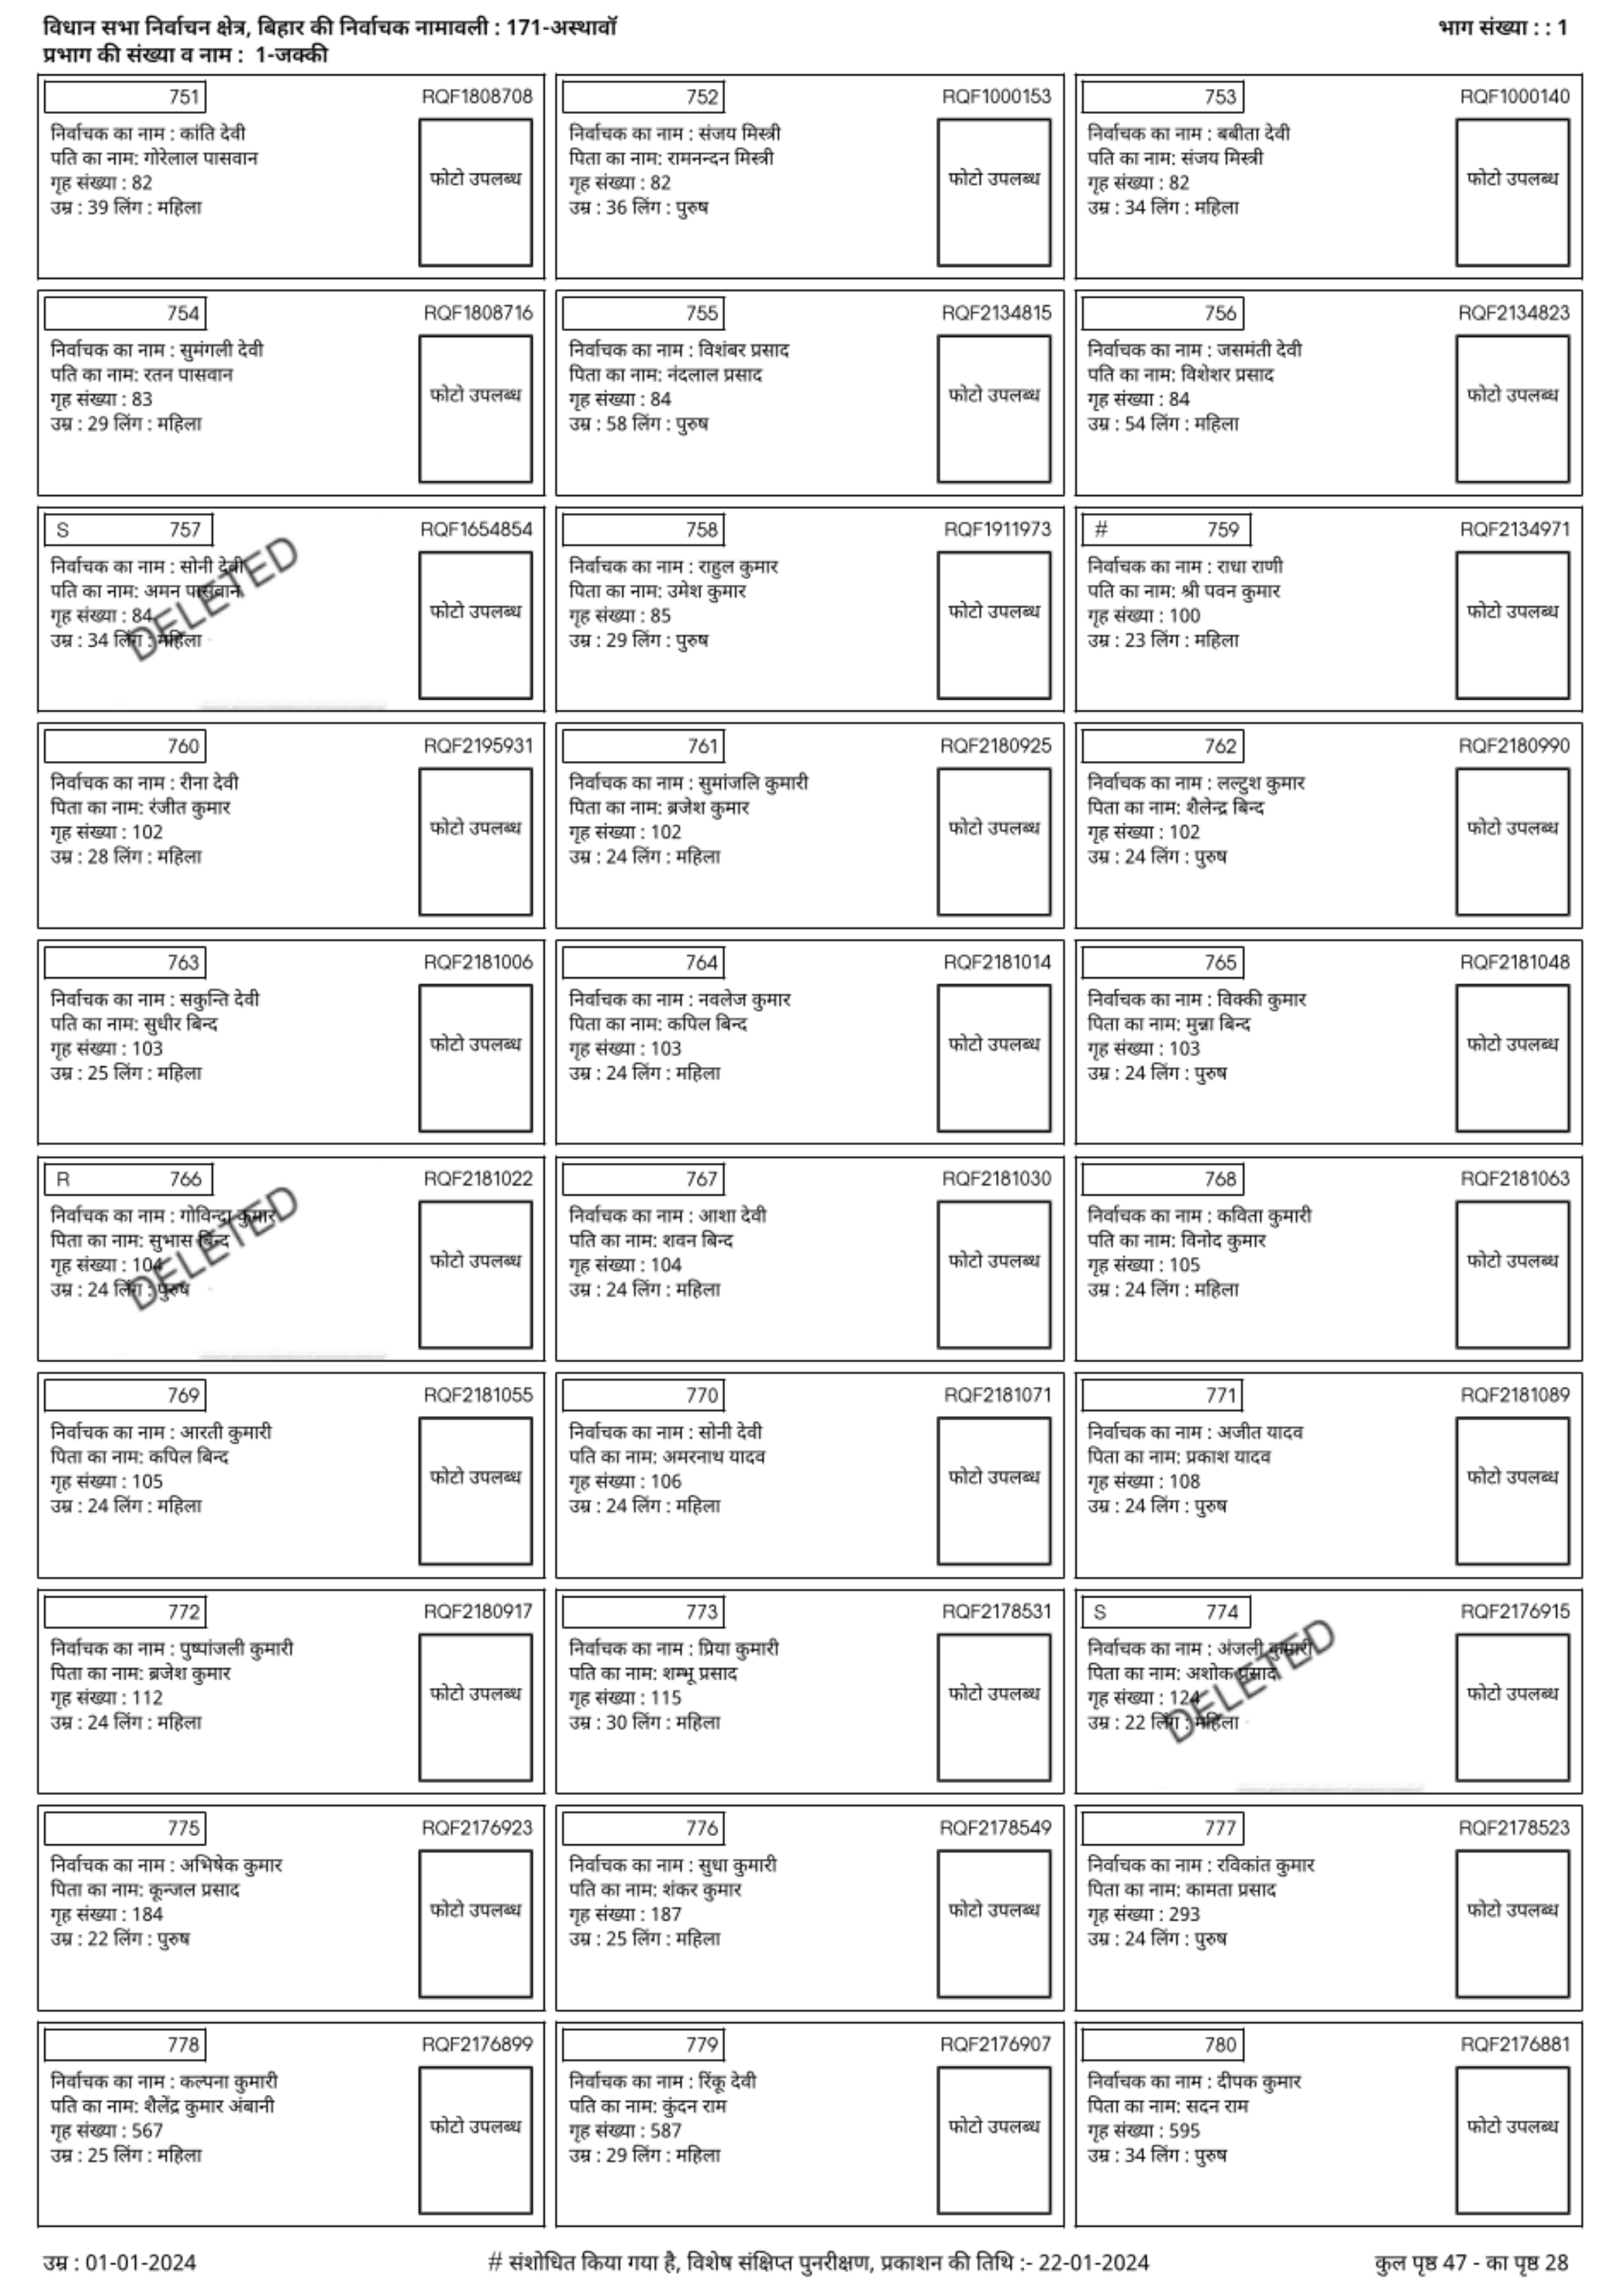 विधान सभा निर्वाचन क्षेत्र, बिहार की निर्वाचक नामावली : 171-अस्थावाॅ
भाग संख्या : : 1
प्रभाग की संख्या व नाम : 1-जक्की
751 RQF1808708
निर्वाचक का नाम : कांति देवी
पति का नाम: गोरेलाल पासवान
गृह संख्या : 82
उम्र : 39 लिंग : महिला
फोटो उपलब्ध
752 RQF1000153
निर्वाचक का नाम : संजय मिस्त्री
पिता का नाम: रामनन्दन मिस्त्री
गृह संख्या : 82
उम्र : 36 लिंग : पुरुष
फोटो उपलब्ध
753 RQF1000140
निर्वाचक का नाम : बबीता देवी
पति का नाम: संजय मिस्त्री
गृह संख्या : 82
उम्र : 34 लिंग : महिला
फोटो उपलब्ध
754 RQF1808716
निर्वाचक का नाम : सुमंगली देवी
पति का नाम: रतन पासवान
गृह संख्या : 83
उम्र : 29 लिंग : महिला
फोटो उपलब्ध
755 RQF2134815
निर्वाचक का नाम : विशंबर प्रसाद
पिता का नाम: नंदलाल प्रसाद
गृह संख्या : 84
उम्र : 58 लिंग : पुरुष
फोटो उपलब्ध
756 RQF2134823
निर्वाचक का नाम : जसमंती देवी
पति का नाम: विशेशर प्रसाद
गृह संख्या : 84
उम्र : 54 लिंग : महिला
फोटो उपलब्ध
S 757 RQF1654854
निर्वाचक का नाम : सोनी देवी
पति का नाम: अमन पासवान
गृह संख्या : 84
उम्र : 34 लिंग : महिला
फोटो उपलब्ध
DELETED
758 RQF1911973
निर्वाचक का नाम : राहुल कुमार
पिता का नाम: उमेश कुमार
गृह संख्या : 85
उम्र : 29 लिंग : पुरुष
फोटो उपलब्ध
# 759 RQF2134971
निर्वाचक का नाम : राधा राणी
पति का नाम: श्री पवन कुमार
गृह संख्या : 100
उम्र : 23 लिंग : महिला
फोटो उपलब्ध
760 RQF2195931
निर्वाचक का नाम : रीना देवी
पिता का नाम: रंजीत कुमार
गृह संख्या : 102
उम्र : 28 लिंग : महिला
फोटो उपलब्ध
761 RQF2180925
निर्वाचक का नाम : सुमांजलि कुमारी
पिता का नाम: ब्रजेश कुमार
गृह संख्या : 102
उम्र : 24 लिंग : महिला
फोटो उपलब्ध
762 RQF2180990
निर्वाचक का नाम : लल्टुश कुमार
पिता का नाम: शैलेन्द्र बिन्द
गृह संख्या : 102
उम्र : 24 लिंग : पुरुष
फोटो उपलब्ध
763 RQF2181006
निर्वाचक का नाम : सकुन्ति देवी
पति का नाम: सुधीर बिन्द
गृह संख्या : 103
उम्र : 25 लिंग : महिला
फोटो उपलब्ध
764 RQF2181014
निर्वाचक का नाम : नवलेज कुमार
पिता का नाम: कपिल बिन्द
गृह संख्या : 103
उम्र : 24 लिंग : महिला
फोटो उपलब्ध
765 RQF2181048
निर्वाचक का नाम : विक्की कुमार
पिता का नाम: मुन्ना बिन्द
गृह संख्या : 103
उम्र : 24 लिंग : पुरुष
फोटो उपलब्ध
R 766 RQF2181022
निर्वाचक का नाम : गोविन्दा कुमार
पिता का नाम: सुभास बिन्द
गृह संख्या : 104
उम्र : 24 लिंग : पुरुष
फोटो उपलब्ध
DELETED
767 RQF2181030
निर्वाचक का नाम : आशा देवी
पति का नाम: शवन बिन्द
गृह संख्या : 104
उम्र : 24 लिंग : महिला
फोटो उपलब्ध
768 RQF2181063
निर्वाचक का नाम : कविता कुमारी
पति का नाम: विनोद कुमार
गृह संख्या : 105
उम्र : 24 लिंग : महिला
फोटो उपलब्ध
769 RQF2181055
निर्वाचक का नाम : आरती कुमारी
पिता का नाम: कपिल बिन्द
गृह संख्या : 105
उम्र : 24 लिंग : महिला
फोटो उपलब्ध
770 RQF2181071
निर्वाचक का नाम : सोनी देवी
पति का नाम: अमरनाथ यादव
गृह संख्या : 106
उम्र : 24 लिंग : महिला
फोटो उपलब्ध
771 RQF2181089
निर्वाचक का नाम : अजीत यादव
पिता का नाम: प्रकाश यादव
गृह संख्या : 108
उम्र : 24 लिंग : पुरुष
फोटो उपलब्ध
772 RQF2180917
निर्वाचक का नाम : पुष्पांजली कुमारी
पिता का नाम: ब्रजेश कुमार
गृह संख्या : 112
उम्र : 24 लिंग : महिला
फोटो उपलब्ध
773 RQF2178531
निर्वाचक का नाम : प्रिया कुमारी
पति का नाम: शम्भू प्रसाद
गृह संख्या : 115
उम्र : 30 लिंग : महिला
फोटो उपलब्ध
S 774 RQF2176915
निर्वाचक का नाम : अंजली कुमारी
पिता का नाम: अशोक प्रसाद
गृह संख्या : 124
उम्र : 22 लिंग : महिला
फोटो उपलब्ध
DELETED
775 RQF2176923
निर्वाचक का नाम : अभिषेक कुमार
पिता का नाम: कून्जल प्रसाद
गृह संख्या : 184
उम्र : 22 लिंग : पुरुष
फोटो उपलब्ध
776 RQF2178549
निर्वाचक का नाम : सुधा कुमारी
पति का नाम: शंकर कुमार
गृह संख्या : 187
उम्र : 25 लिंग : महिला
फोटो उपलब्ध
777 RQF2178523
निर्वाचक का नाम : रविकांत कुमार
पिता का नाम: कामता प्रसाद
गृह संख्या : 293
उम्र : 24 लिंग : पुरुष
फोटो उपलब्ध
778 RQF2176899
निर्वाचक का नाम : कल्पना कुमारी
पति का नाम: शैलेंद्र कुमार अंबानी
गृह संख्या : 567
उम्र : 25 लिंग : महिला
फोटो उपलब्ध
779 RQF2176907
निर्वाचक का नाम : रिंकू देवी
पति का नाम: कुंदन राम
गृह संख्या : 587
उम्र : 29 लिंग : महिला
फोटो उपलब्ध
780 RQF2176881
निर्वाचक का नाम : दीपक कुमार
पिता का नाम: सदन राम
गृह संख्या : 595
उम्र : 34 लिंग : पुरुष
फोटो उपलब्ध
उम्र : 01-01-2024
# संशोधित किया गया है, विशेष संक्षिप्त पुनरीक्षण, प्रकाशन की तिथि :- 22-01-2024
कुल पृष्ठ 47 - का पृष्ठ 28